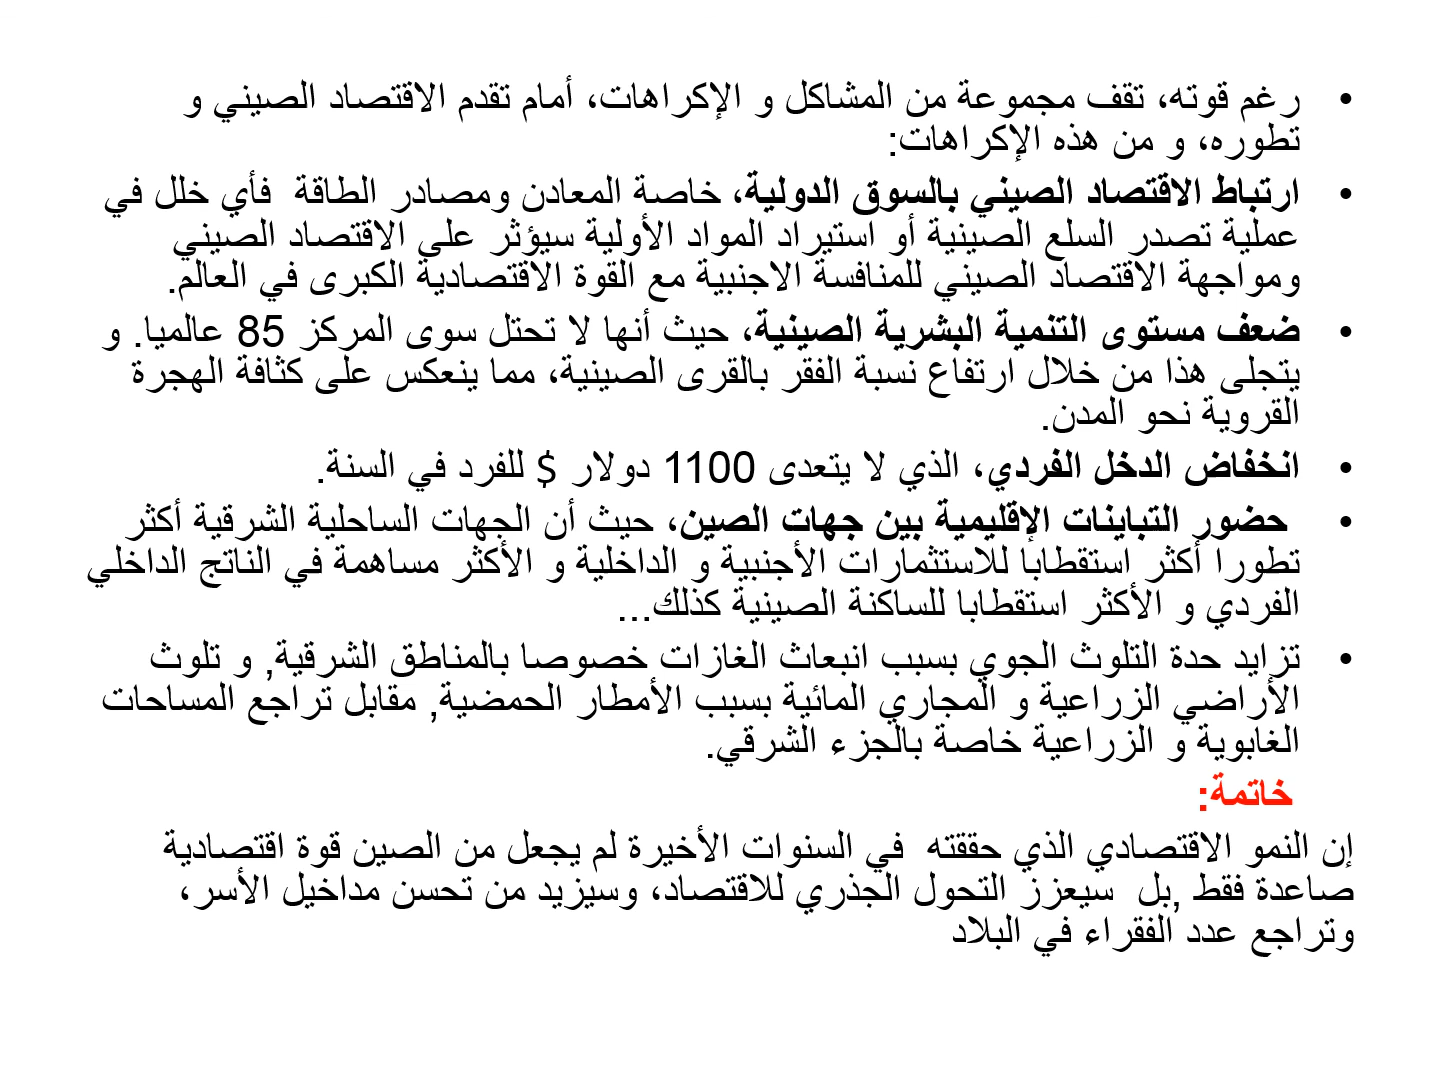 • رغم قوته، تقف مجموعة من المشاكل و الإكراهات، أمام تقدم الاقتصاد الصيني و
تطوره، و من هذه الإكراهات:
• ارتباط الاقتصاد الصيني بالسوق الدولية، خاصة المعادن ومصادر الطاقة فأي خلل في
عملية تصدر السلع الصينية أو استيراد المواد الأولية سيؤثر على الاقتصاد الصيني
ومواجهة الاقتصاد الصيني للمنافسة الاجنبية مع القوة الاقتصادية الكبرى في العالم.
• ضعف مستوى التنمية البشرية الصينية، حيث أنها لا تحتل سوى المركز 85 عالميا. و
يتجلى هذا من خلال ارتفاع نسبة الفقر بالقرى الصينية، مما ينعكس على كثافة الهجرة
القروية نحو المدن.
• انخفاض الدخل الفردي، الذي لا يتعدى 1100 دولار $ للفرد في السنة.
• حضور التباينات الإقليمية بين جهات الصين، حيث أن الجهات الساحلية الشرقية أكثر
تطورا أكثر استقطابا للاستثمارات الأجنبية و الداخلية و الأكثر مساهمة في الناتج الداخلي
الفردي و الأكثر استقطابا للساكنة الصينية كذلك...
• تزايد حدة التلوث الجوي بسبب انبعاث الغازات خصوصا بالمناطق الشرقية, و تلوث
الأراضي الزراعية و المجاري المائية بسبب الأمطار الحمضية, مقابل تراجع المساحات
الغابوية و الزراعية خاصة بالجزء الشرقي.
خاتمة:
إن النمو الاقتصادي الذي حققته في السنوات الأخيرة لم يجعل من الصين قوة اقتصادية
صاعدة فقط ,بل سيعزز التحول الجذري للاقتصاد، وسيزيد من تحسن مداخيل الأسر،
وتراجع عدد الفقراء في البلاد